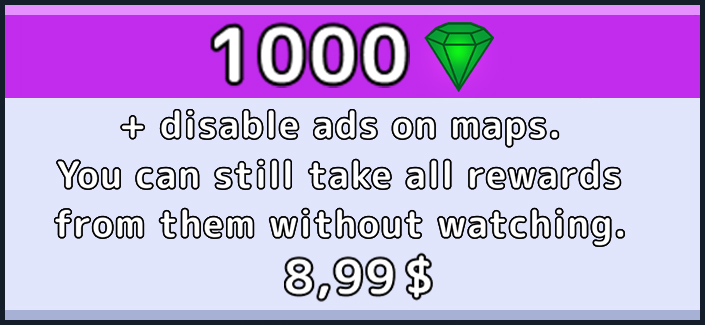 1000
+ disable ads on maps.
You can still take all rewards
from them without watching.
8,99$